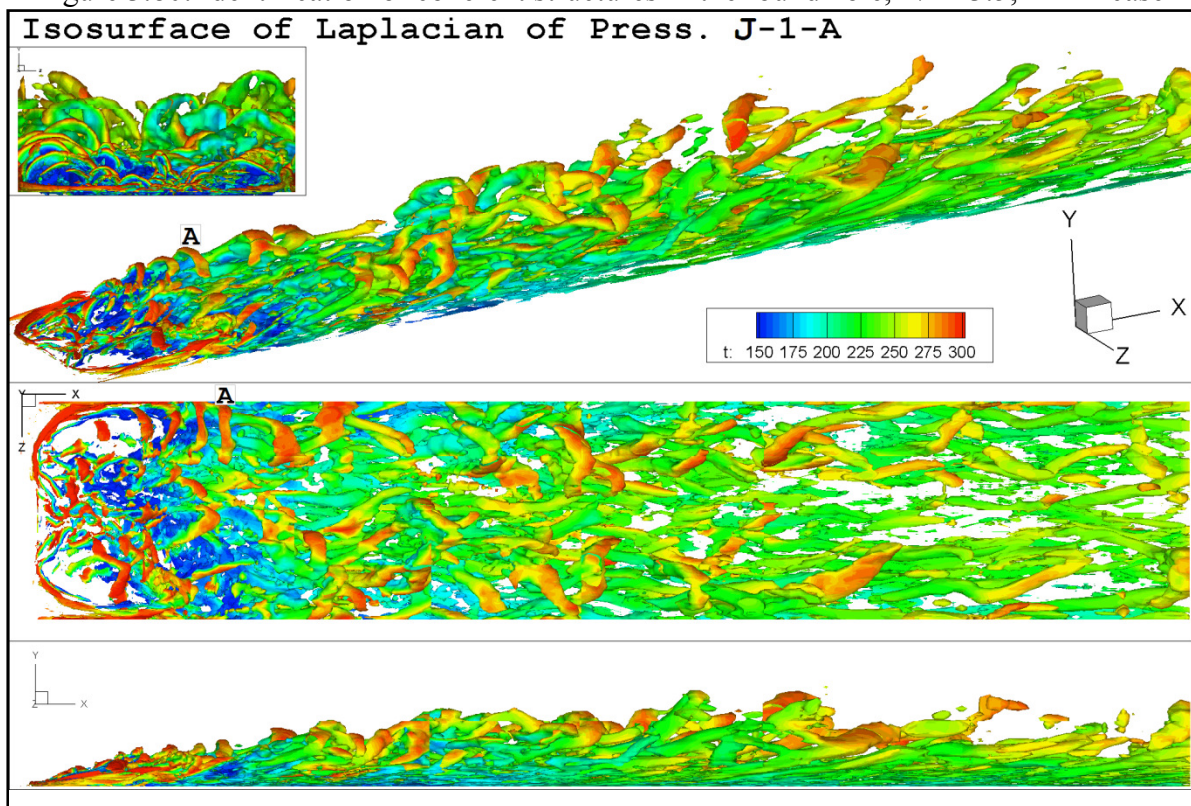 Isosurface of Laplacian of Press. J-1-A
A
Y
X
Z
t: 150 175 200 225 250 275 300
A
Y X
Z
Y
Z X